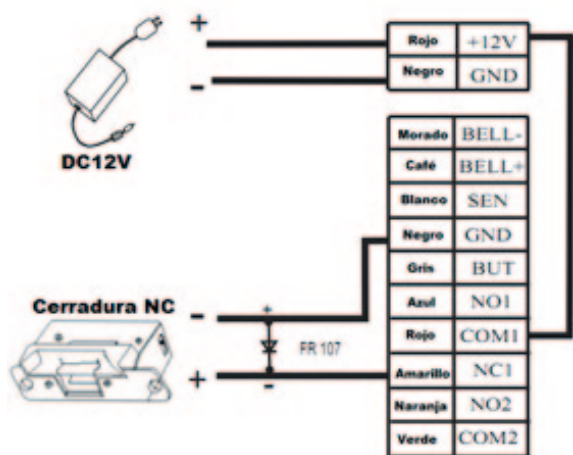 +
-
DC12V
Rojo +12V
Negro GND
Morado BELL-
Café BELL+
Blanco SEN
Negro GND
Gris BUT
Azul NO1
Rojo COM1
Amarillo NC1
Naranja NO2
Verde COM2
Cerradura NC
-
+
+
FR 107
-